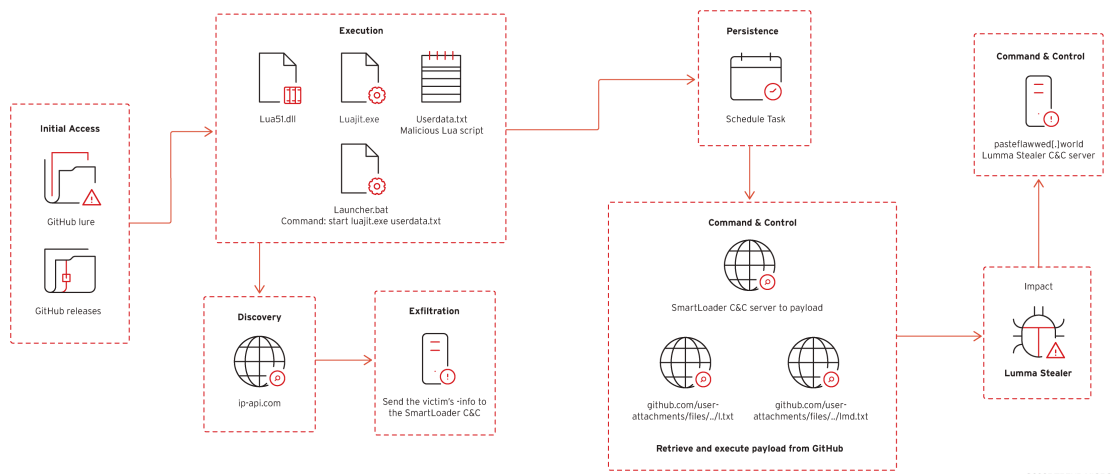 Initial Access
GitHub lure
GitHub releases
Execution
Lua51.dll
Luajit.exe
Userdata.txt
Malicious Lua script
Launcher.bat
Command: start luajit.exe userdata.txt
Discovery
ip-api.com
Exfiltration
Send the victim's -info to
the SmartLoader C&C
Persistence
Schedule Task
Command & Control
SmartLoader C&C server to payload
github.com/user-
attachments/files/../l.txt
github.com/user-
attachments/files/../lmd.txt
Retrieve and execute payload from GitHub
Impact
Lumma Stealer
Command & Control
pasteflawwed[.]world
Lumma Stealer C&C server